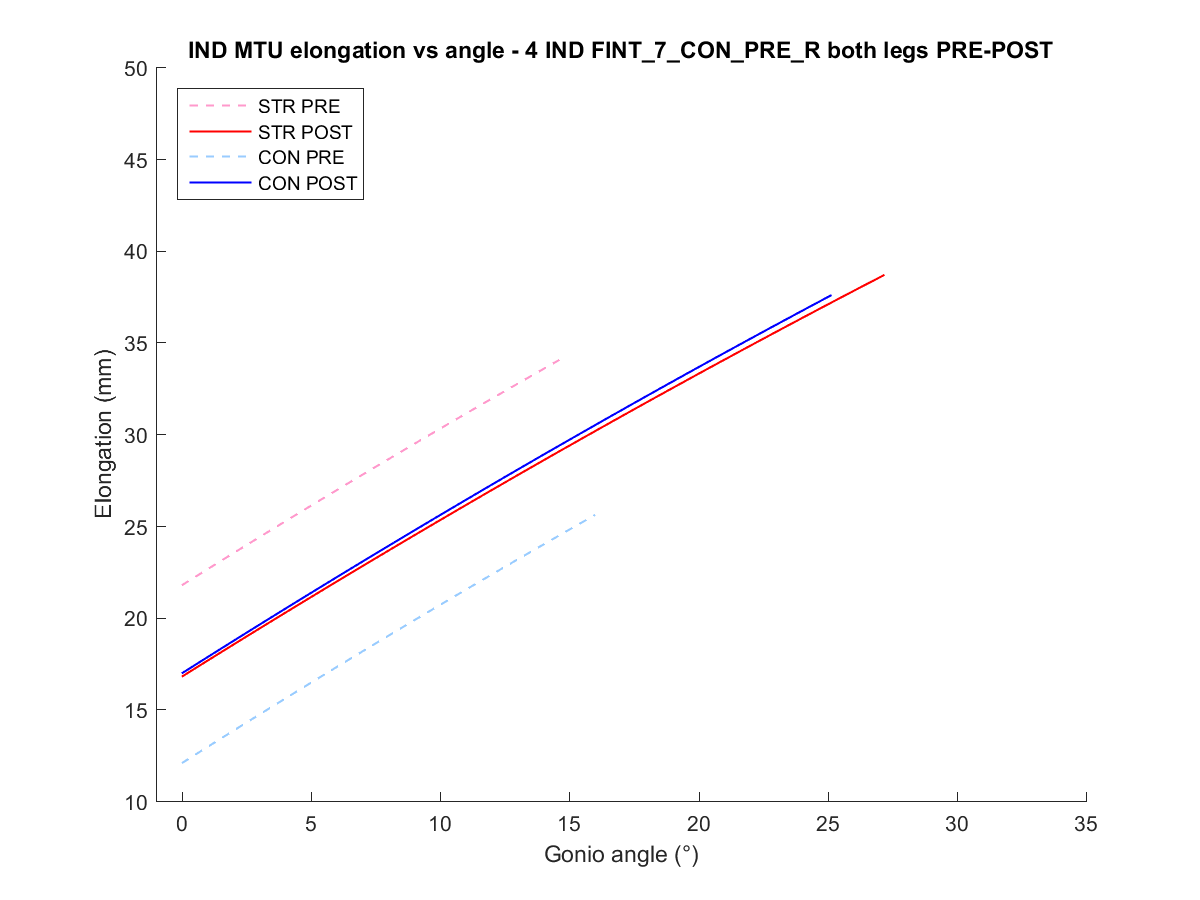 IND MTU elongation vs angle - 4 IND FINT_7_CON_PRE_R both legs PRE-POST
50
45
40
35
30
25
20
15
10
STR PRE
STR POST
CON PRE
CON POST
Elongation (mm)
0 5 10 15 20 25 30 35
Gonio angle (°)